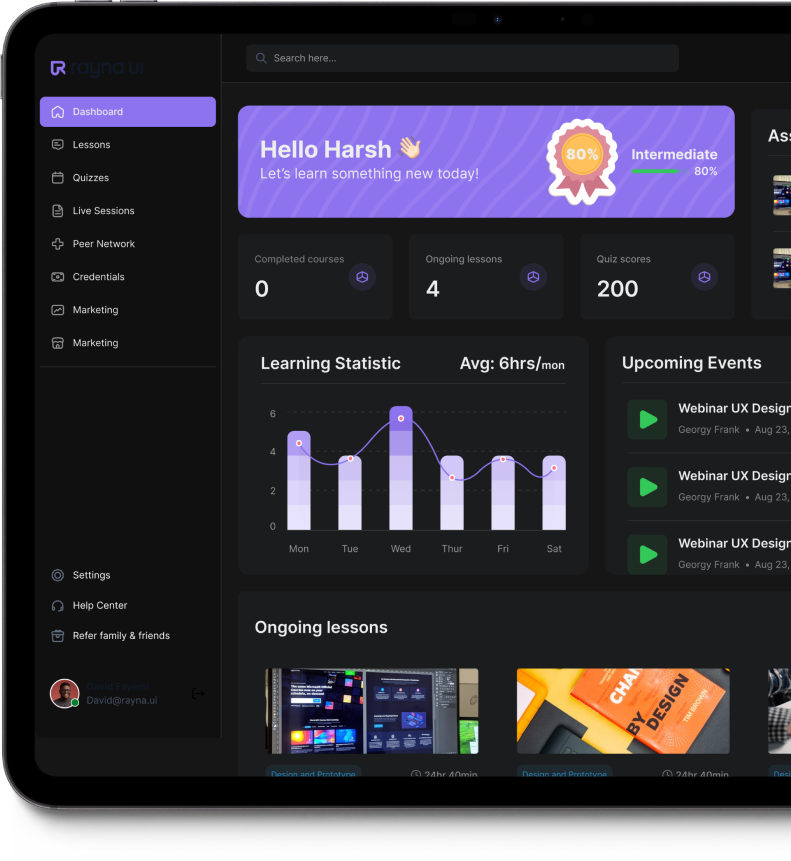 rayna ui
Search here...
Dashboard
Lessons
Quizzes
Live Sessions
Peer Network
Credentials
Marketing
Marketing
Settings
Help Center
Refer family & friends
David@rayna.ui
Hello Harsh 👋
Let's learn something new today!
80%
Intermediate
80%
Ass
Completed courses
0
Ongoing lessons
4
Quiz scores
200
Learning Statistic
Avg: 6hrs/mon
6
4
2
0
Mon
Tue
Wed
Thur
Fri
Sat
Upcoming Events
Webinar UX Design
Georgy Frank • Aug 23,
Webinar UX Design
Georgy Frank • Aug 23,
Webinar UX Design
Georgy Frank • Aug 23,
Ongoing lessons
CHAN
BY
DESIGN
TIM BROWN
Design and Prototype
24hr 40min
Design and Prototype
24hr 40min
Desi